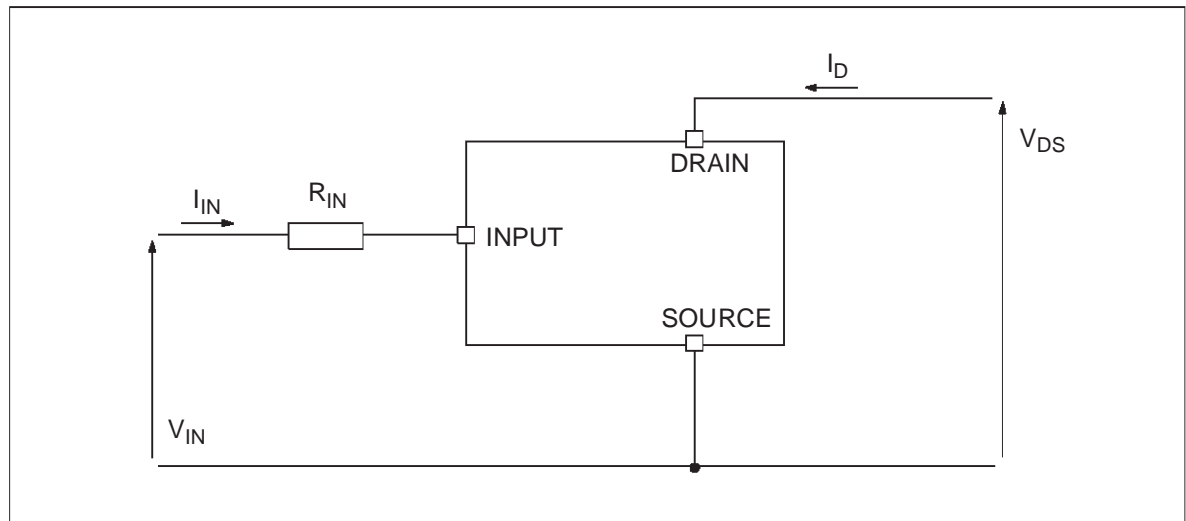 I_D
V_DS
DRAIN
R_IN
I_IN
INPUT
SOURCE
V_IN